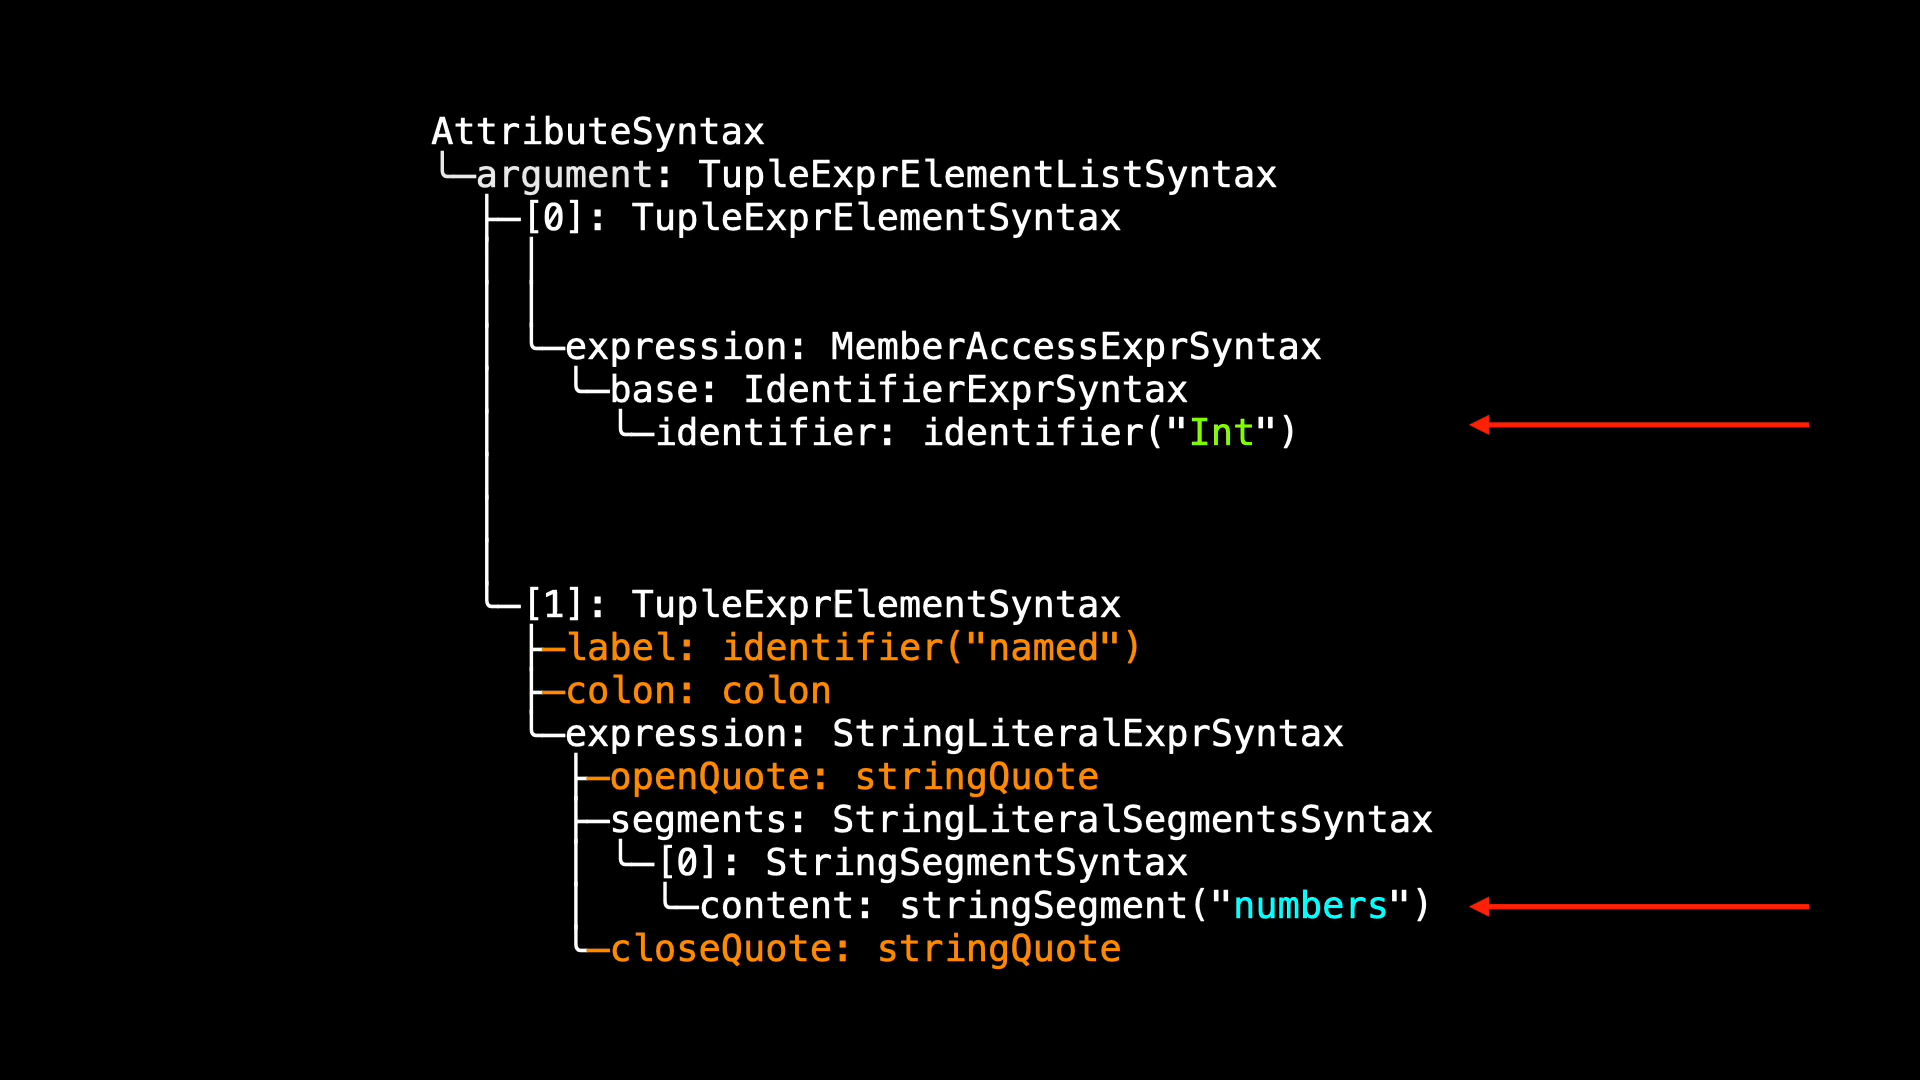 AttributeSyntax
╰─argument: TupleExprElementListSyntax
├─[0]: TupleExprElementSyntax
╰─expression: MemberAccessExprSyntax
╰─base: IdentifierExprSyntax
╰─identifier: identifier("Int")
╰─[1]: TupleExprElementSyntax
├─label: identifier("named")
├─colon: colon
╰─expression: StringLiteralExprSyntax
├─openQuote: stringQuote
├─segments: StringLiteralSegmentsSyntax
╰─[0]: StringSegmentSyntax
╰─content: stringSegment("numbers")
╰─closeQuote: stringQuote